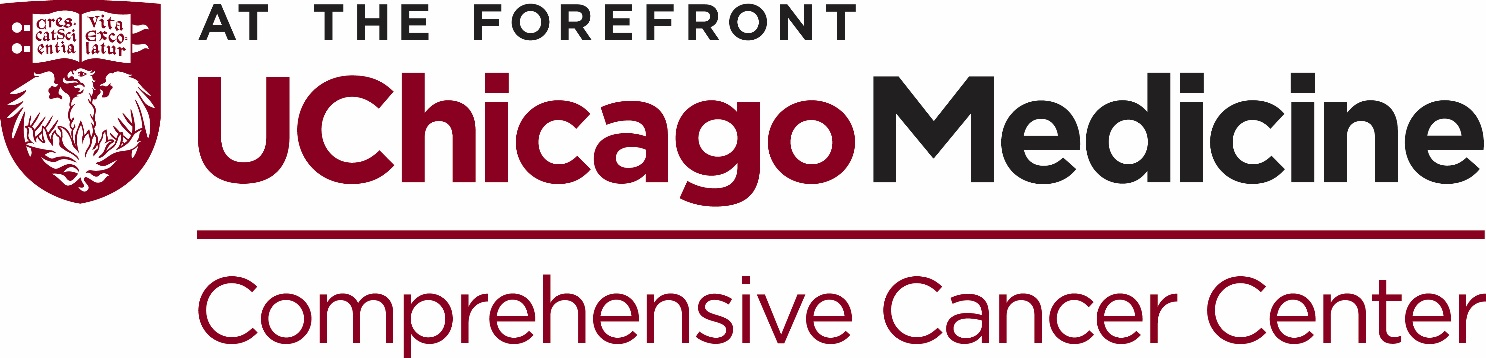 Cres-
catSci
entia
Vita
Exco-
latur
AT THE FOREFRONT
UChicagoMedicine
Comprehensive Cancer Center